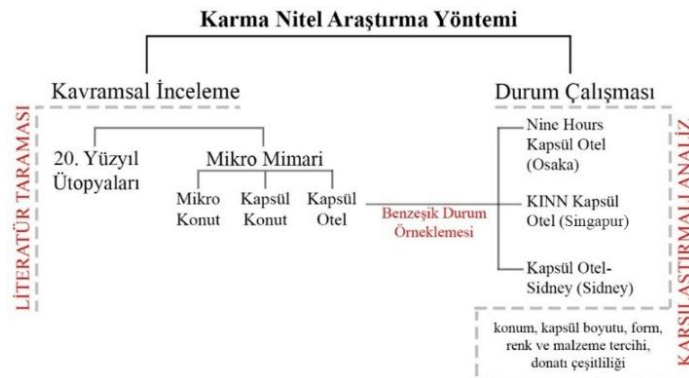 Karma Nitel Araştırma Yöntemi
Kavramsal İnceleme
Durum Çalışması
LİTERATÜR TARAMASI
20. Yüzyıl
Ütopyaları
Mikro Mimari
Mikro
Konut
Kapsül
Konut
Kapsül
Otel
Benzeşik Durum
Örneklemesi
Nine Hours
Kapsül Otel
(Osaka)
KINN Kapsül
Otel (Singapur)
Kapsül Otel-
Sidney (Sidney)
KARŞILAŞTIRMALI ANALİZ
konum, kapsül boyutu, form,
renk ve malzeme tercihi,
donatı çeşitliliği